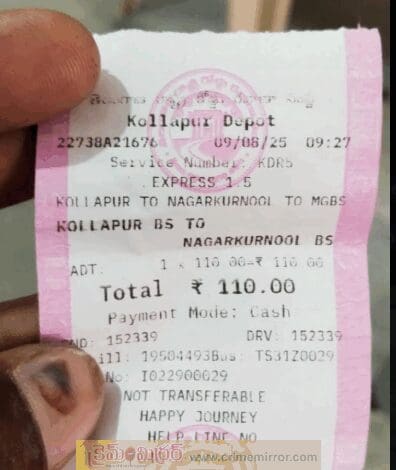 Kollapur Depot
22738A21676 09/08/25 09:27
Service Number: KDR5
EXPRESS 1.5
KOLLAPUR TO NAGARKURNOOL TO MGBS
KOLLAPUR BS TO
NAGARKURNOOL BS
ADT. 1 x 110.00=₹ 110.00
Total ₹ 110.00
Payment Mode: Cash
ND: 152339 DRV: 152339
ill: 19504493Bus: TS31Z0029
No: I022900029
NOT TRANSFERABLE
HAPPY JOURNEY
HELP LINE NO
క్రైమ్ మిర్రర్ www.crimemirror.com